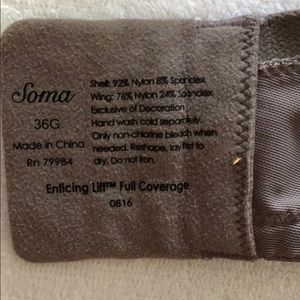 Soma
36G
Made in China
Rn 79984
Shell: 92% Nylon 8% Spandex
Wing: 76% Nylon 24% Spandex
Exclusive of Decoration
Hand wash cold separately.
Only non-chlorine bleach when
needed. Reshape, lay flat to
dry. Do not iron.
Enticing Lift™ Full Coverage
0816